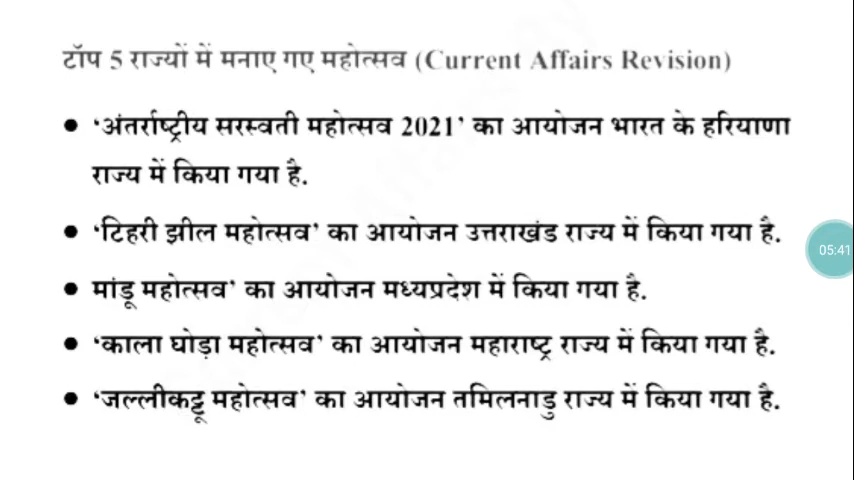 टॉप 5 राज्यों में मनाए गए महोत्सव (Current Affairs Revision)
• ‘अंतर्राष्ट्रीय सरस्वती महोत्सव 2021’ का आयोजन भारत के हरियाणा
राज्य में किया गया है.
• ‘टिहरी झील महोत्सव’ का आयोजन उत्तराखंड राज्य में किया गया है.
• मांडू महोत्सव’ का आयोजन मध्यप्रदेश में किया गया है.
• ‘काला घोड़ा महोत्सव’ का आयोजन महाराष्ट्र राज्य में किया गया है.
• ‘जल्लीकट्टू महोत्सव’ का आयोजन तमिलनाडु राज्य में किया गया है.
05:41